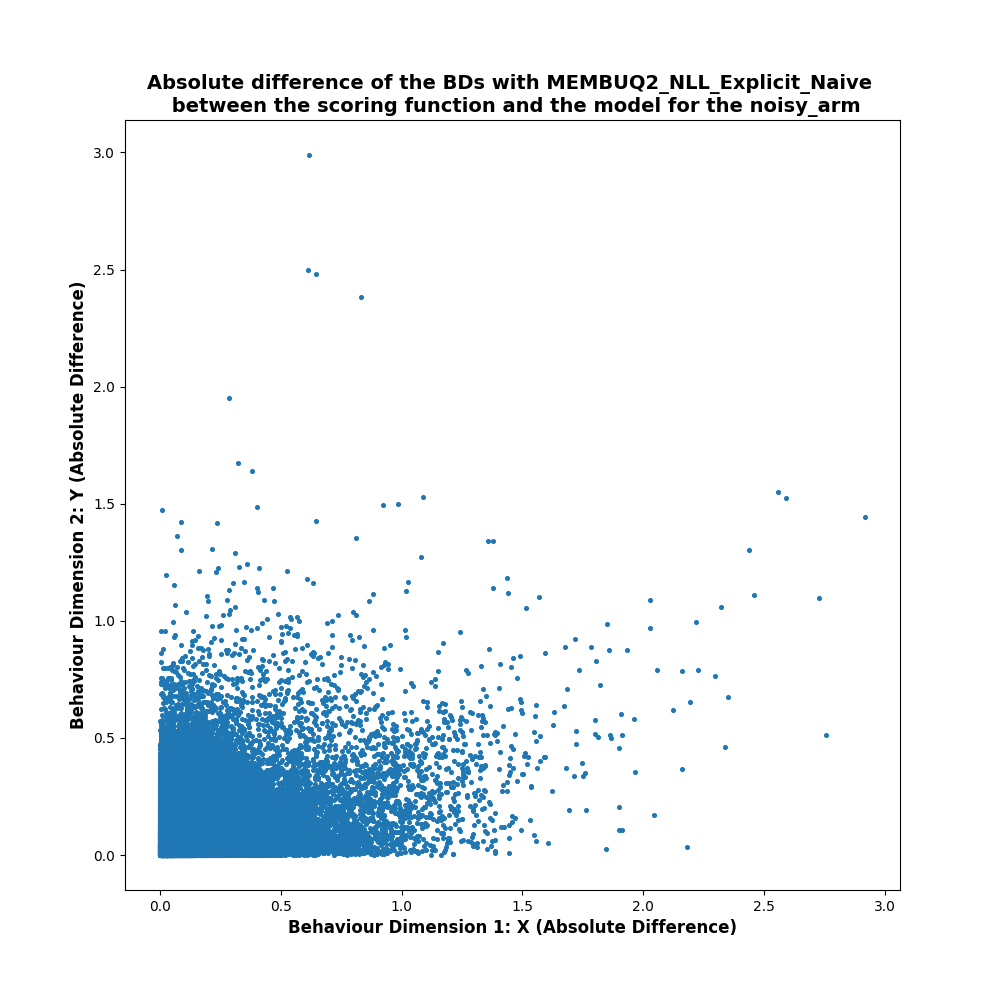 Absolute difference of the BDs with MEMBUQ2_NLL_Explicit_Naive
between the scoring function and the model for the noisy_arm
Behaviour Dimension 2: Y (Absolute Difference)
3.0
2.5
2.0
1.5
1.0
0.5
0.0
0.0 0.5 1.0 1.5 2.0 2.5 3.0
Behaviour Dimension 1: X (Absolute Difference)